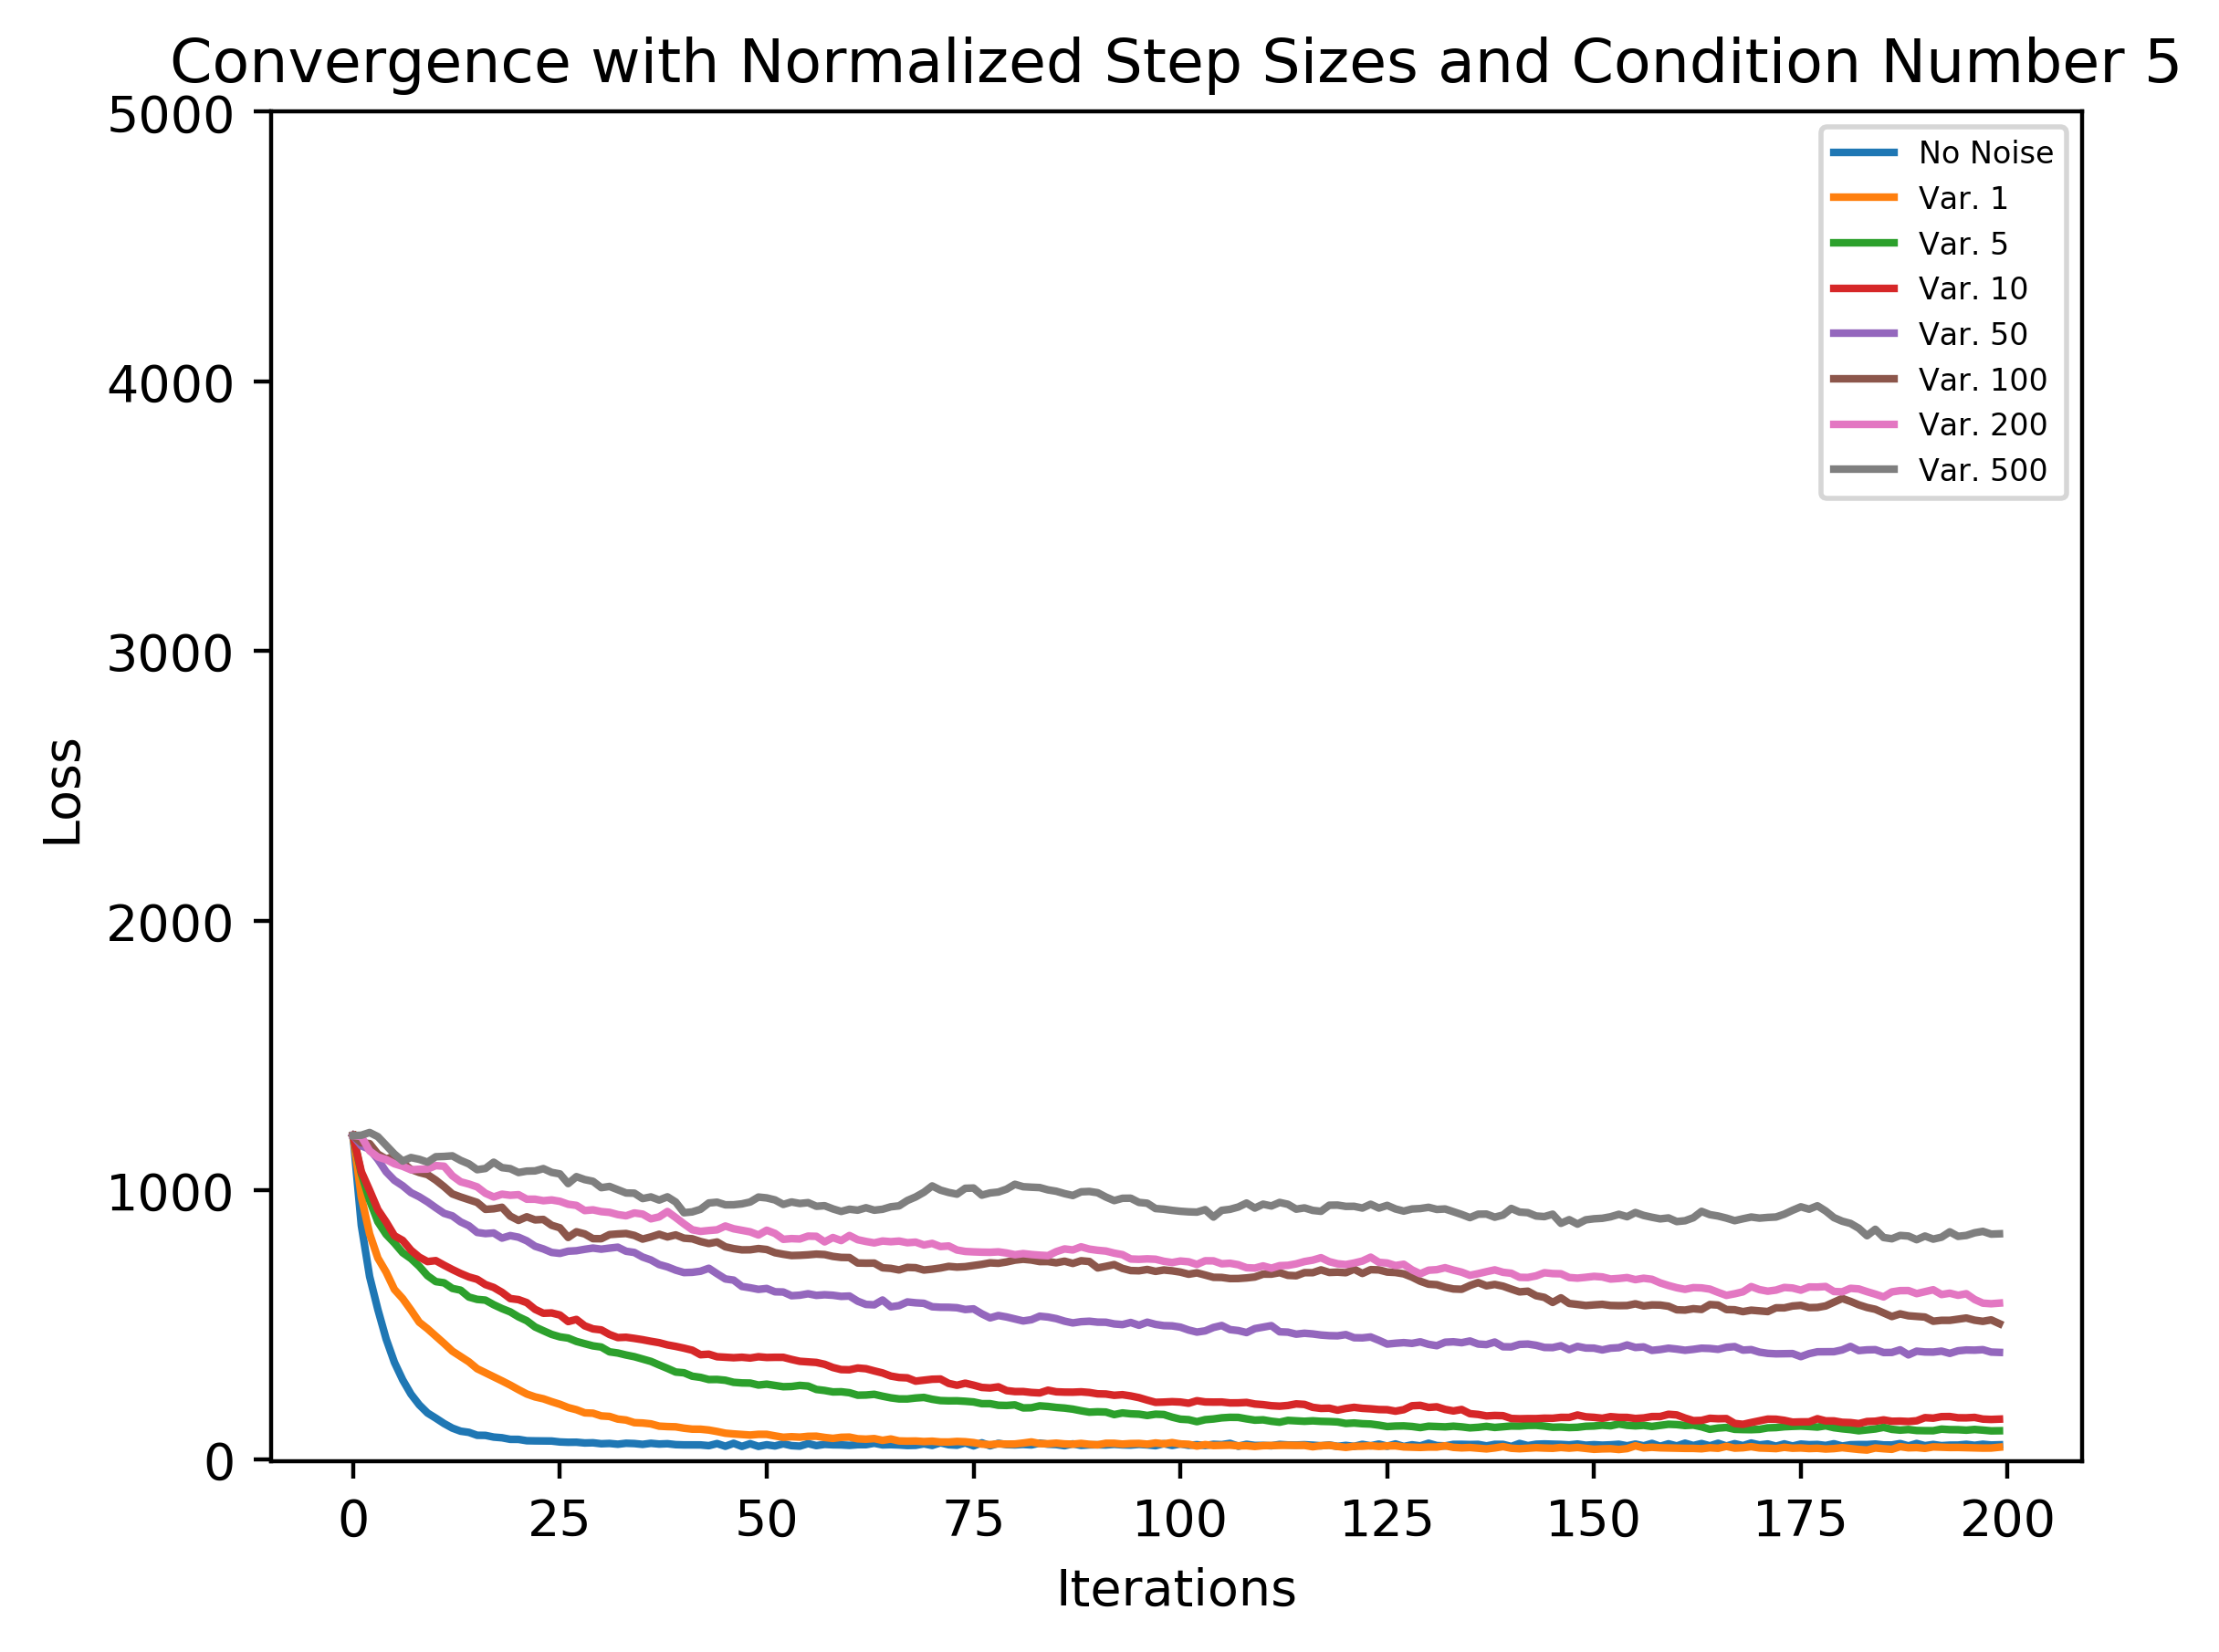 Convergence with Normalized Step Sizes and Condition Number 5
5000
4000
3000
2000
1000
0
Loss
No Noise
Var. 1
Var. 5
Var. 10
Var. 50
Var. 100
Var. 200
Var. 500
0 25 50 75 100 125 150 175 200
Iterations